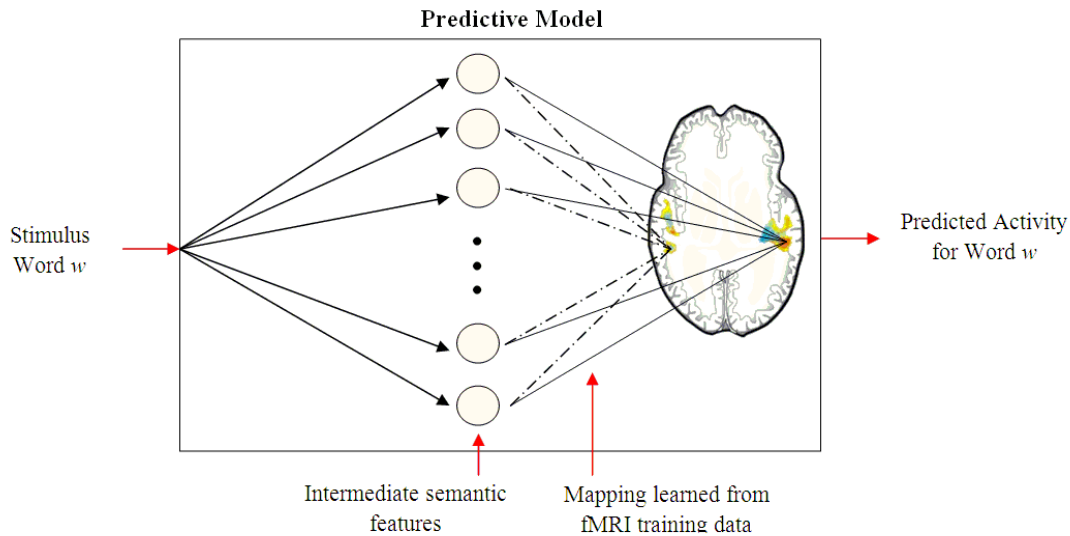 Predictive Model
Stimulus
Word w
Predicted Activity
for Word w
Intermediate semantic
features
Mapping learned from
fMRI training data